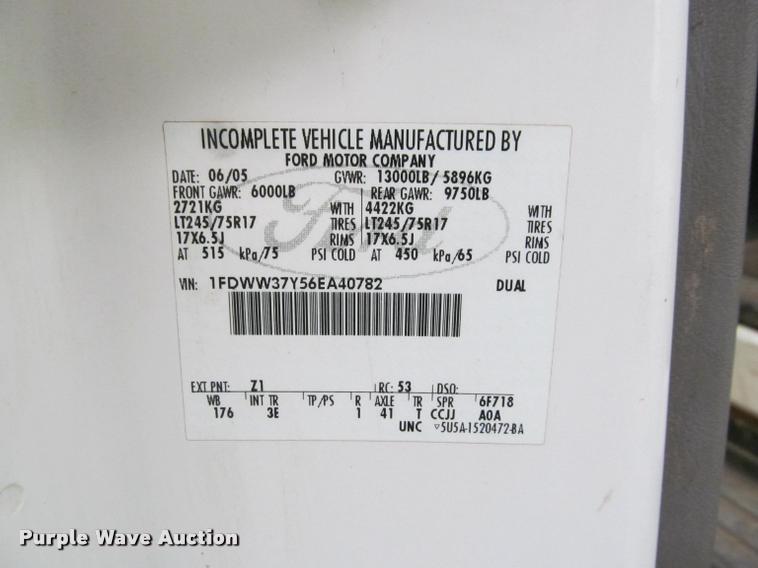 INCOMPLETE VEHICLE MANUFACTURED BY
FORD MOTOR COMPANY
DATE: 06/05 GVWR: 13000LB/ 5896KG
FRONT GAWR: 6000LB REAR GAWR: 9750LB
2721KG WITH 4422KG WITH
LT245/75R17 TIRES LT245/75R17 TIRES
17X6.5J RIMS 17X6.5J RIMS
AT 515 kPa/75 PSI COLD AT 450 kPa/65 PSI COLD
VIN: 1FDWW37Y56EA40782 DUAL
Ford
EXT PNT: Z1 RC: 53 DSO:
WB INT TR TP/PS R AXLE TR SPR 6F718
176 3E 1 41 T CCJJ A0A
UNC ▽5U5A-1520472-BA
Purple Wave Auction